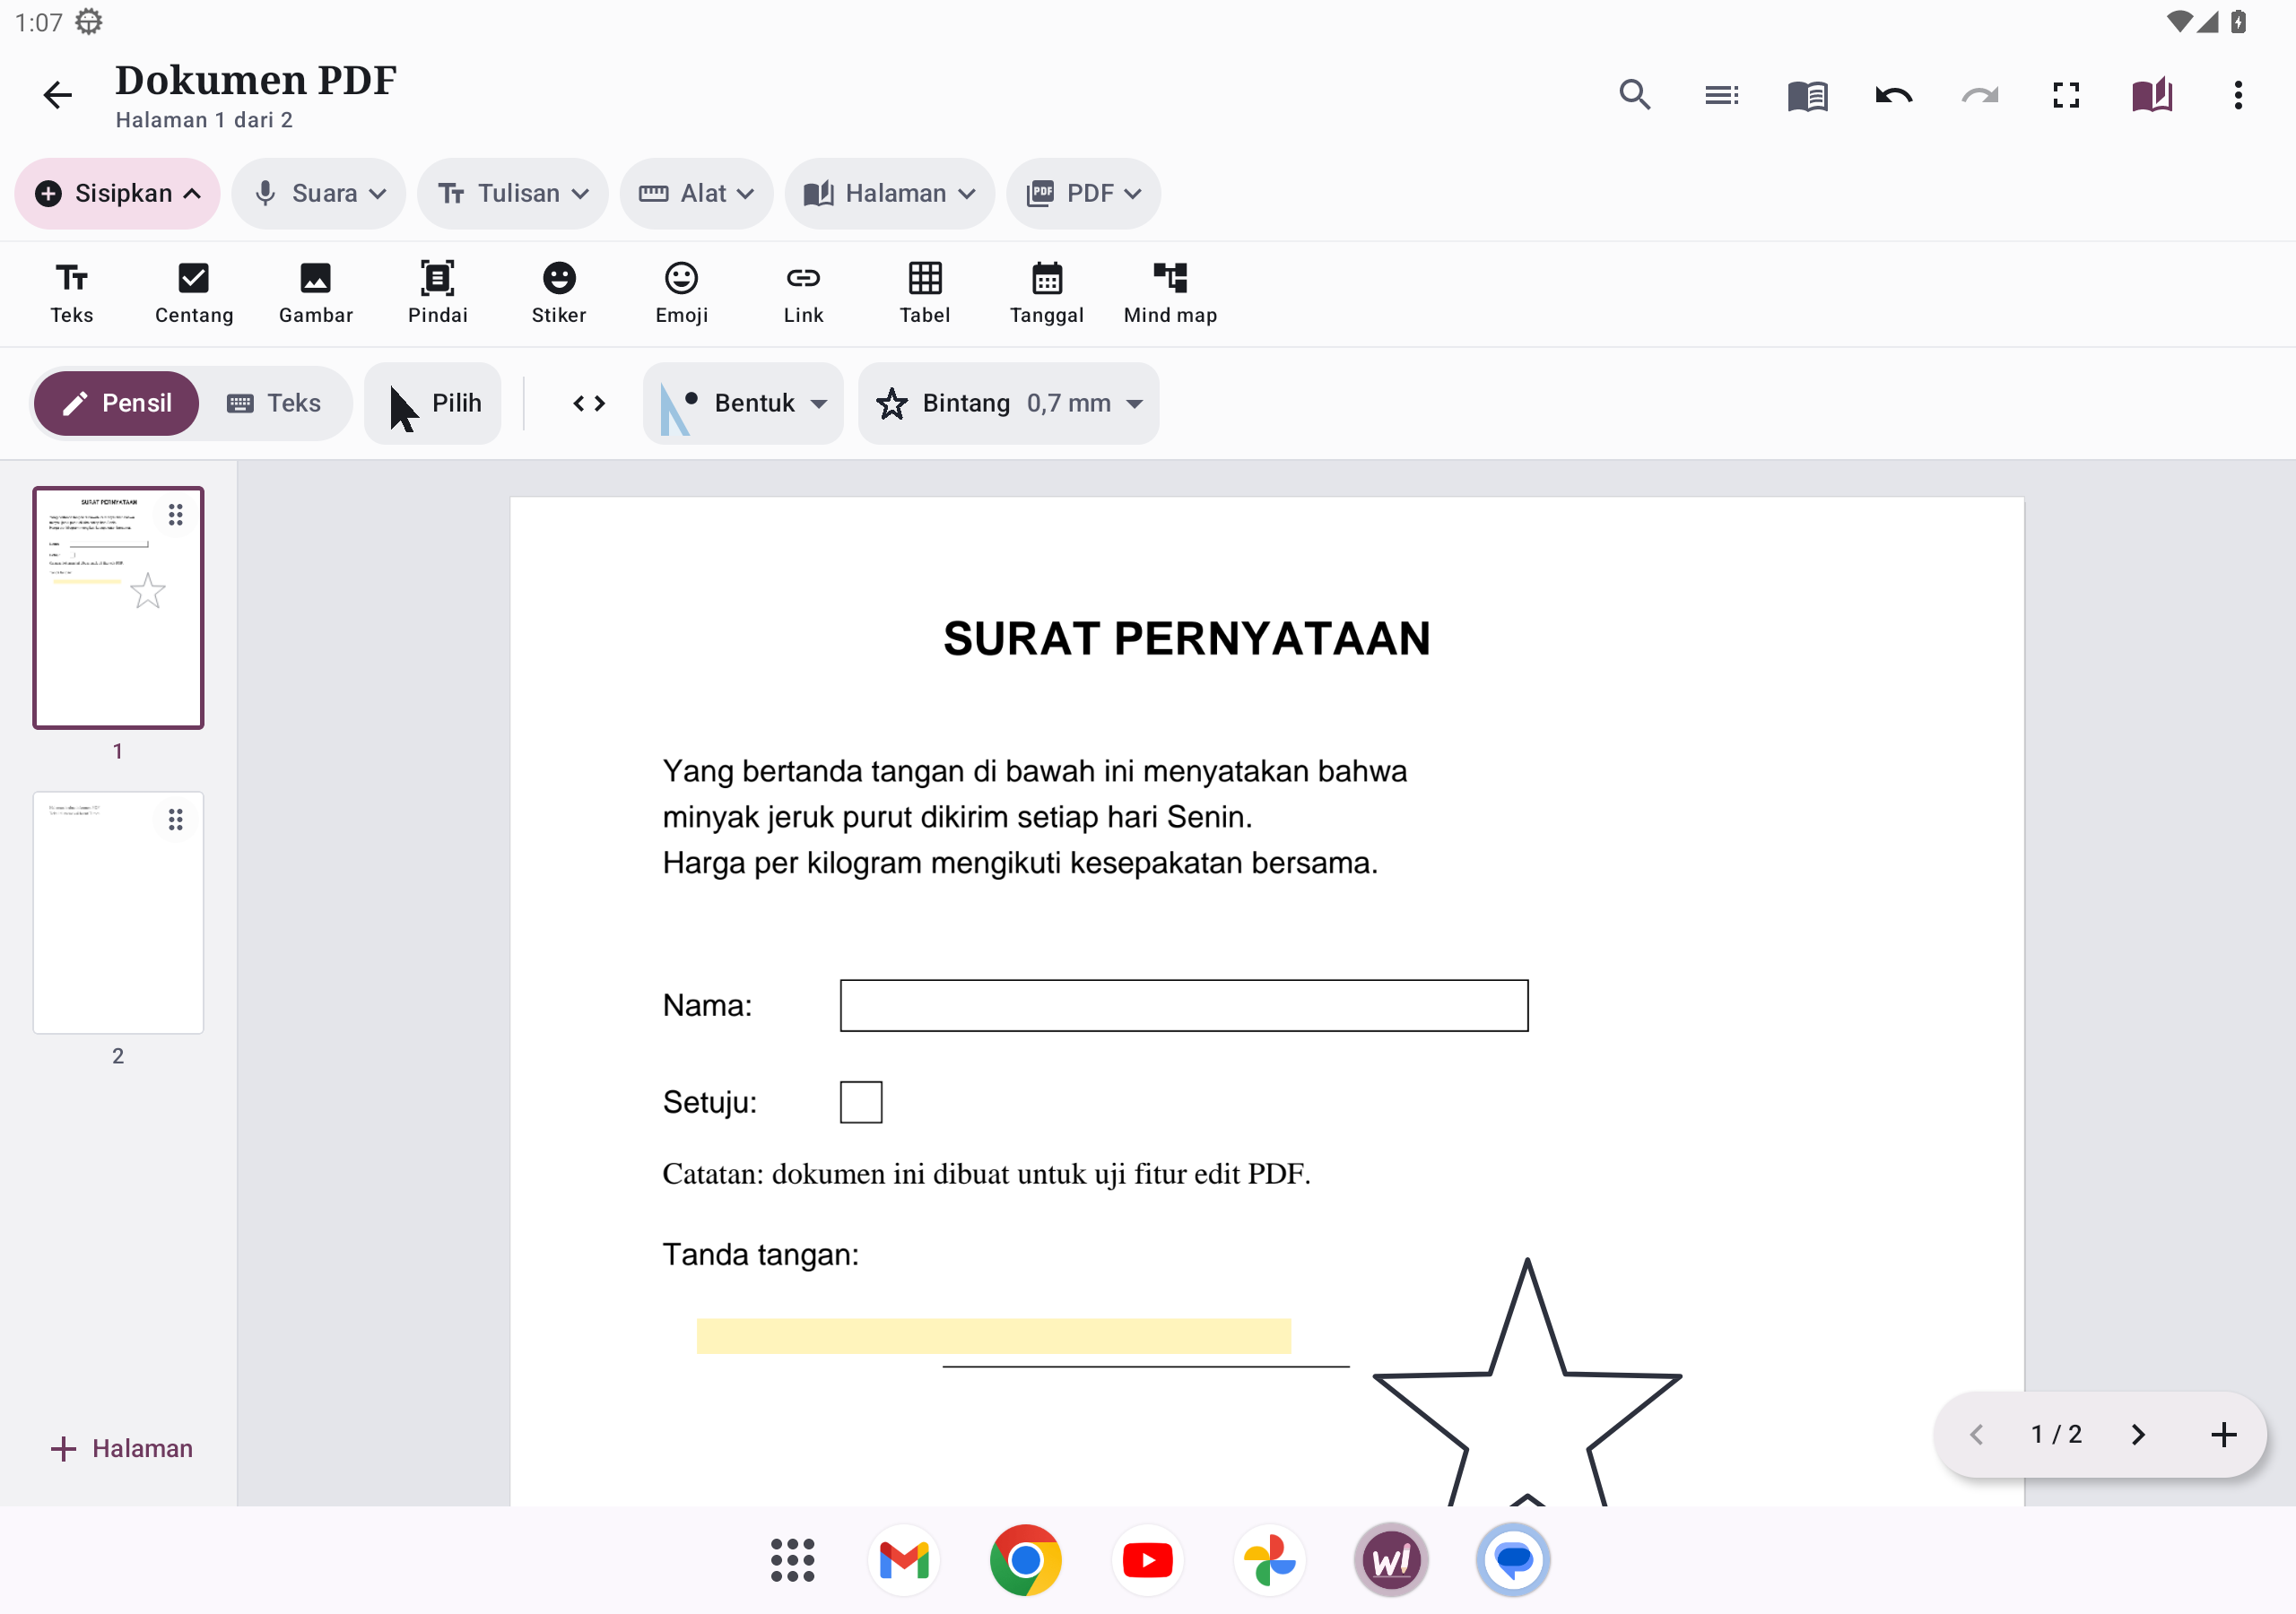 1:07
Dokumen PDF
Halaman 1 dari 2
Sisipkan Suara Tulisan Alat Halaman PDF
Teks Centang Gambar Pindai Stiker Emoji Link Tabel Tanggal Mind map
Pensil Teks Pilih Bentuk Bintang 0,7 mm
SURAT PERNYATAAN
1
2
Halaman
SURAT PERNYATAAN
Yang bertanda tangan di bawah ini menyatakan bahwa
minyak jeruk purut dikirim setiap hari Senin.
Harga per kilogram mengikuti kesepakatan bersama.
Nama:
Setuju:
Catatan: dokumen ini dibuat untuk uji fitur edit PDF.
Tanda tangan:
1 / 2